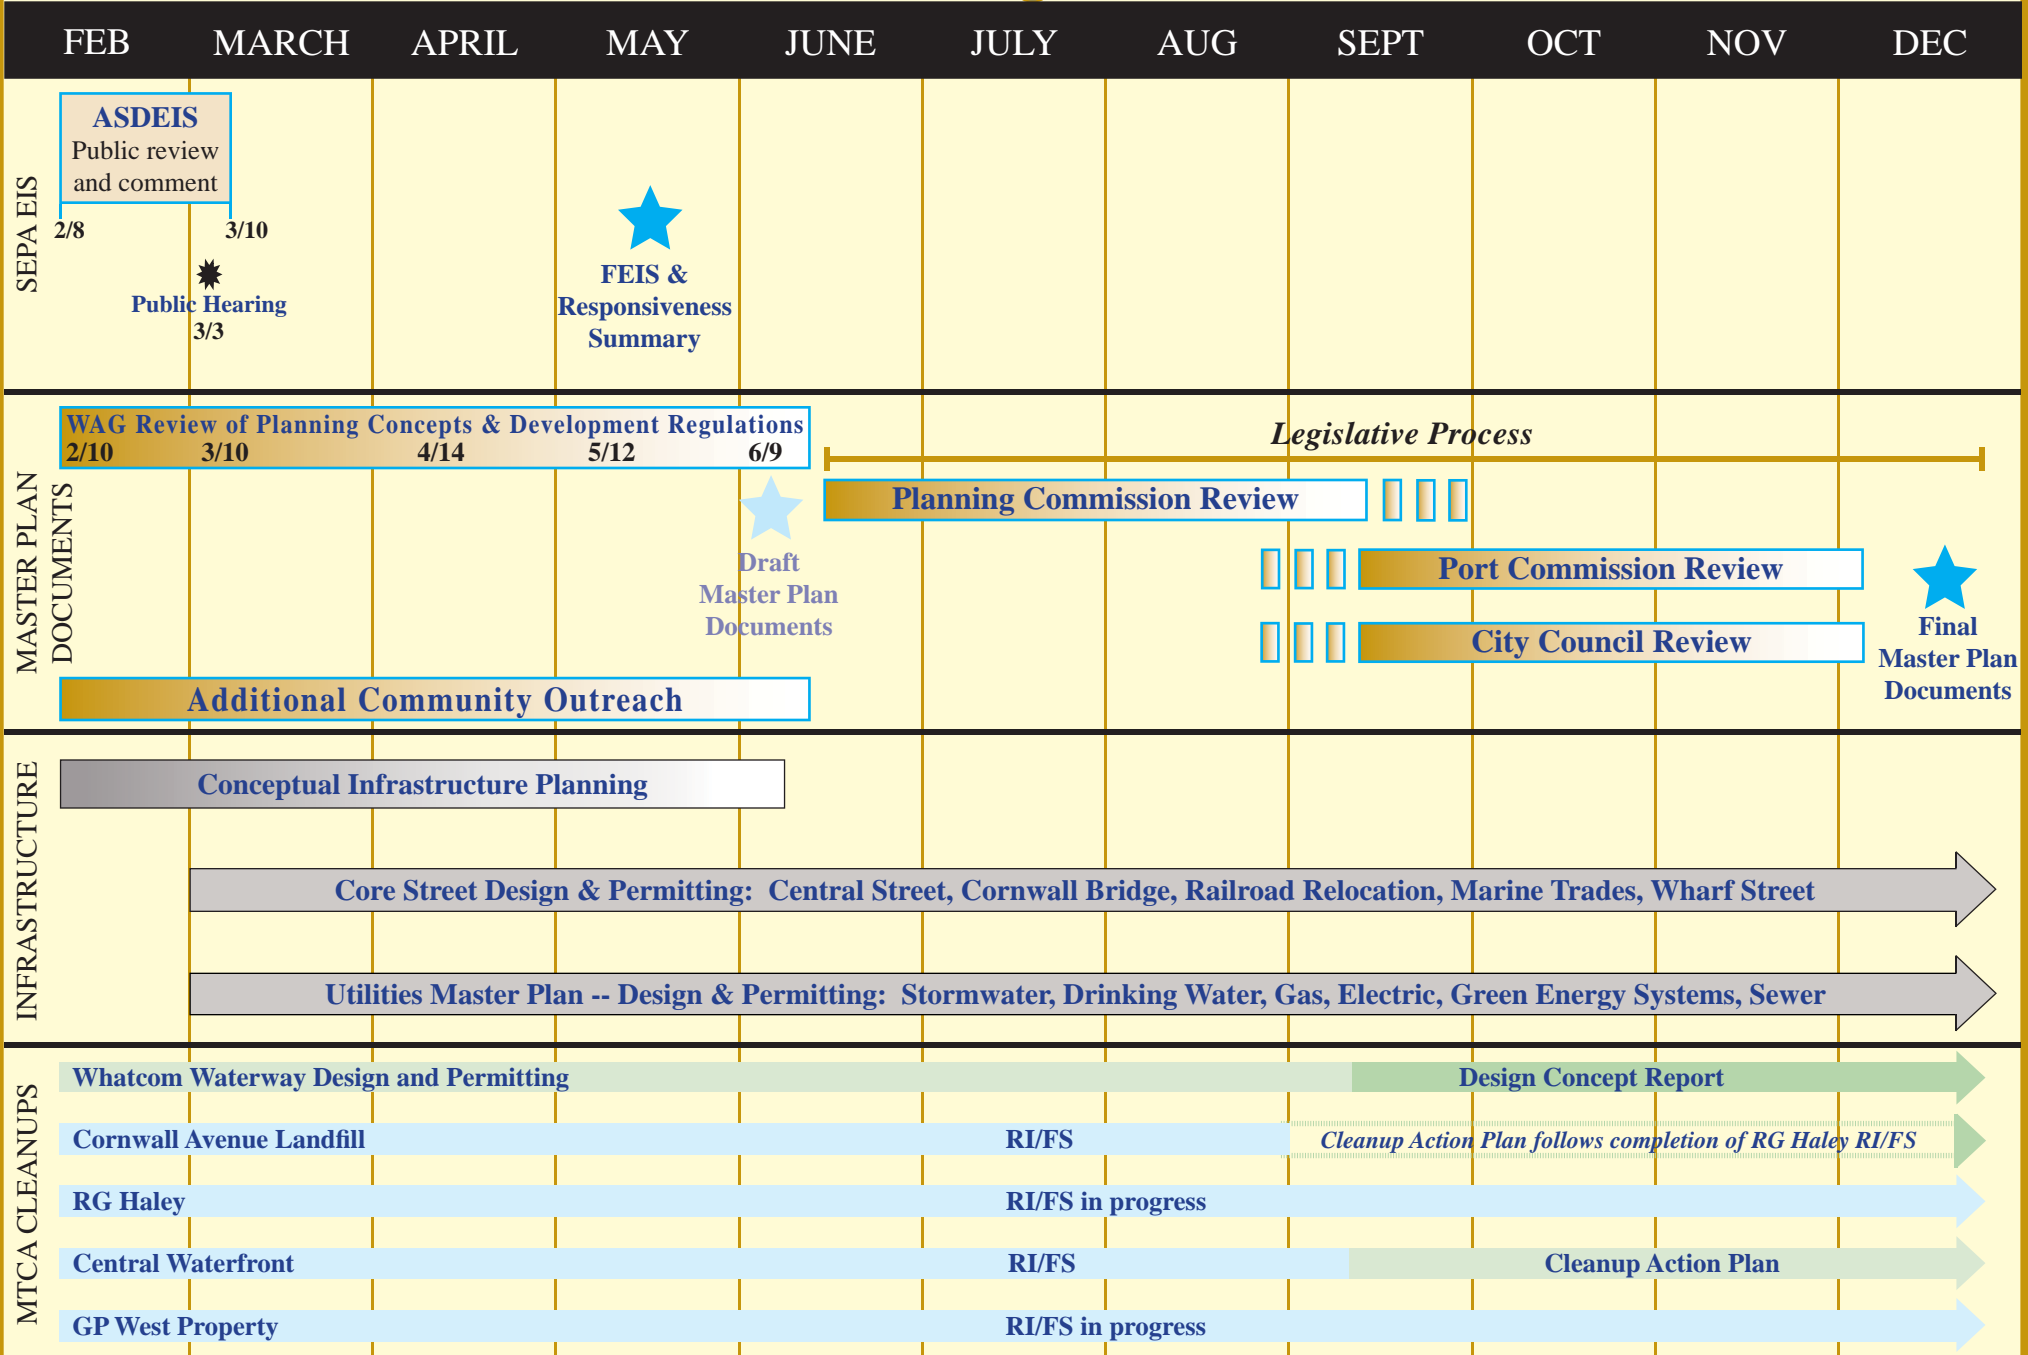 FEB MARCH APRIL MAY JUNE JULY AUG SEPT OCT NOV DEC
SEPA EIS
ASDEIS
Public review
and comment
2/8 3/10
Public Hearing
3/3
FEIS &
Responsiveness
Summary
MASTER PLAN
DOCUMENTS
WAG Review of Planning Concepts & Development Regulations
2/10 3/10 4/14 5/12 6/9
Legislative Process
Planning Commission Review
Draft
Master Plan
Documents
Port Commission Review
City Council Review
Final
Master Plan
Documents
Additional Community Outreach
INFRASTRUCTURE
Conceptual Infrastructure Planning
Core Street Design & Permitting: Central Street, Cornwall Bridge, Railroad Relocation, Marine Trades, Wharf Street
Utilities Master Plan -- Design & Permitting: Stormwater, Drinking Water, Gas, Electric, Green Energy Systems, Sewer
MTCA CLEANUPS
Whatcom Waterway Design and Permitting Design Concept Report
Cornwall Avenue Landfill RI/FS Cleanup Action Plan follows completion of RG Haley RI/FS
RG Haley RI/FS in progress
Central Waterfront RI/FS Cleanup Action Plan
GP West Property RI/FS in progress